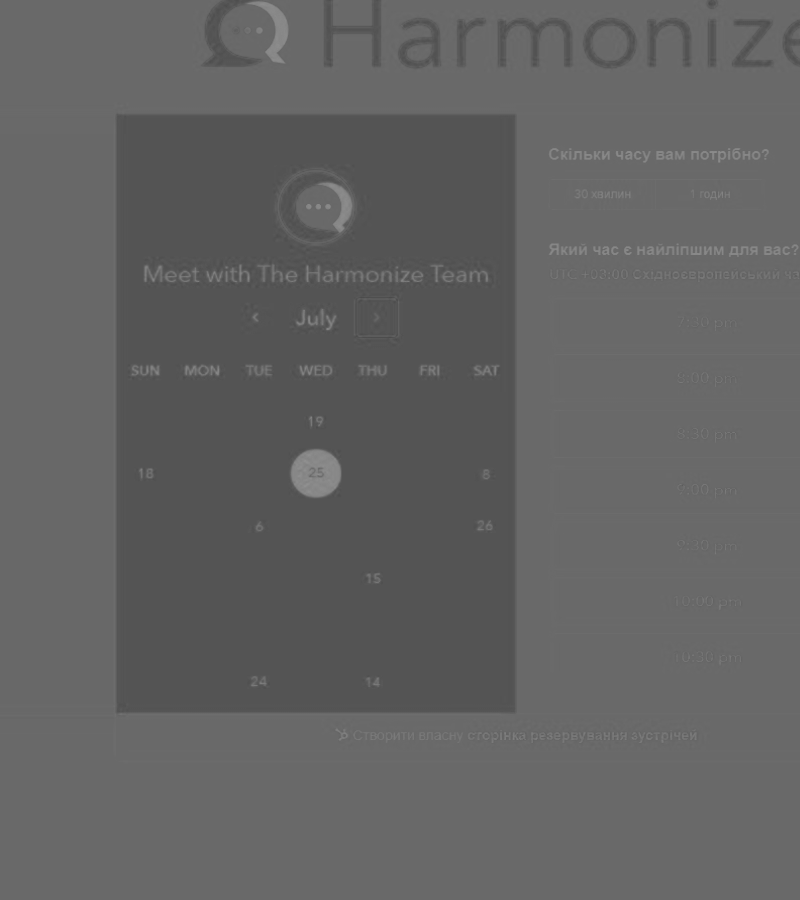 Harmonize
Meet with The Harmonize Team
July
SUN MON TUE WED THU FRI SAT
19
18 25 8
6 26
15
24 14
Скільки часу вам потрібно?
30 хвилин 1 годин
Який час є найліпшим для вас?
UTC +03:00 Східноєвропейський ча
7:30 pm
8:00 pm
8:30 pm
9:00 pm
9:30 pm
10:00 pm
10:30 pm
Створити власну сторінка резервування зустрічей